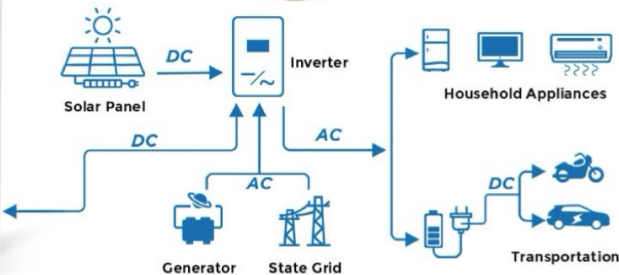 DC
Inverter
Solar Panel
Household Appliances
DC
AC
AC
DC
Generator
State Grid
Transportation